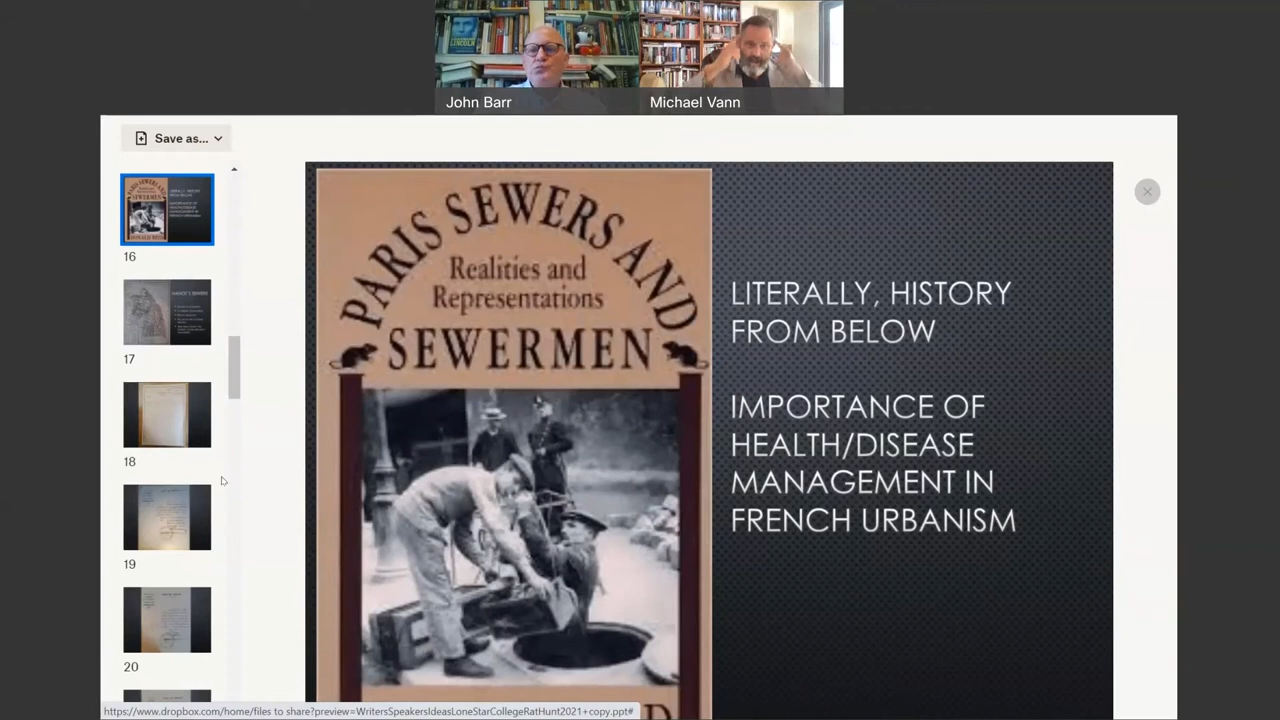 LINCOLN
John Barr
Michael Vann
Save as...
16
17
18
19
20
PARIS SEWERS AND
Realities and
Representations
SEWERMEN
LITERALLY, HISTORY
FROM BELOW
IMPORTANCE OF
HEALTH/DISEASE
MANAGEMENT IN
FRENCH URBANISM
https://www.dropbox.com/home/files to share?preview=WritersSpeakersIdeasLoneStarCollegeRatHunt2021+copy.ppt#